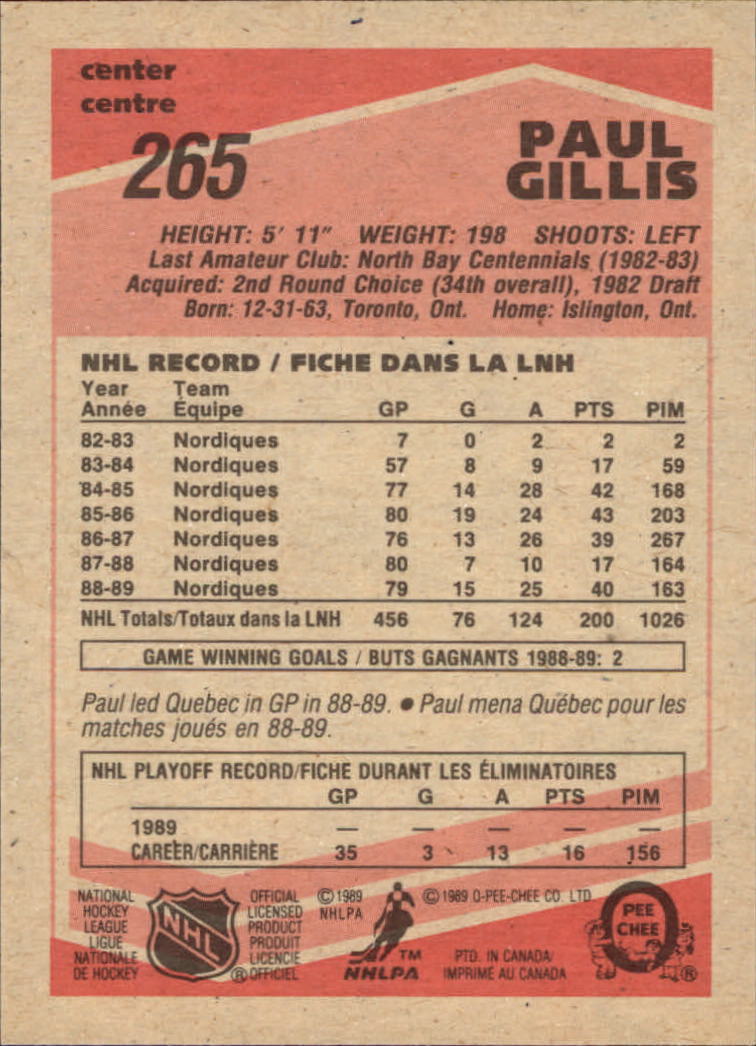 center
centre
265
PAUL
GILLIS
HEIGHT: 5' 11" WEIGHT: 198 SHOOTS: LEFT
Last Amateur Club: North Bay Centennials (1982-83)
Acquired: 2nd Round Choice (34th overall), 1982 Draft
Born: 12-31-63, Toronto, Ont. Home: Islington, Ont.
NHL RECORD / FICHE DANS LA LNH
Year Team
Année Équipe GP G A PTS PIM
82-83 Nordiques 7 0 2 2 2
83-84 Nordiques 57 8 9 17 59
84-85 Nordiques 77 14 28 42 168
85-86 Nordiques 80 19 24 43 203
86-87 Nordiques 76 13 26 39 267
87-88 Nordiques 80 7 10 17 164
88-89 Nordiques 79 15 25 40 163
NHL Totals/Totaux dans la LNH 456 76 124 200 1026
GAME WINNING GOALS / BUTS GAGNANTS 1988-89: 2
Paul led Quebec in GP in 88-89. ● Paul mena Québec pour les
matches joués en 88-89.
NHL PLAYOFF RECORD/FICHE DURANT LES ÉLIMINATOIRES
GP G A PTS PIM
1989 — — — — —
CAREER/CARRIÈRE 35 3 13 16 156
NATIONAL
HOCKEY
LEAGUE
LIGUE
NATIONALE
DE HOCKEY
NHL
®
OFFICIAL
LICENSED
PRODUCT
PRODUIT
LICENCIÉ
OFFICIEL
© 1989
NHLPA
TM
NHLPA
© 1989 O-PEE-CHEE CO. LTD.
PTD. IN CANADA
IMPRIMÉ AU CANADA
PEE
CHEE
®